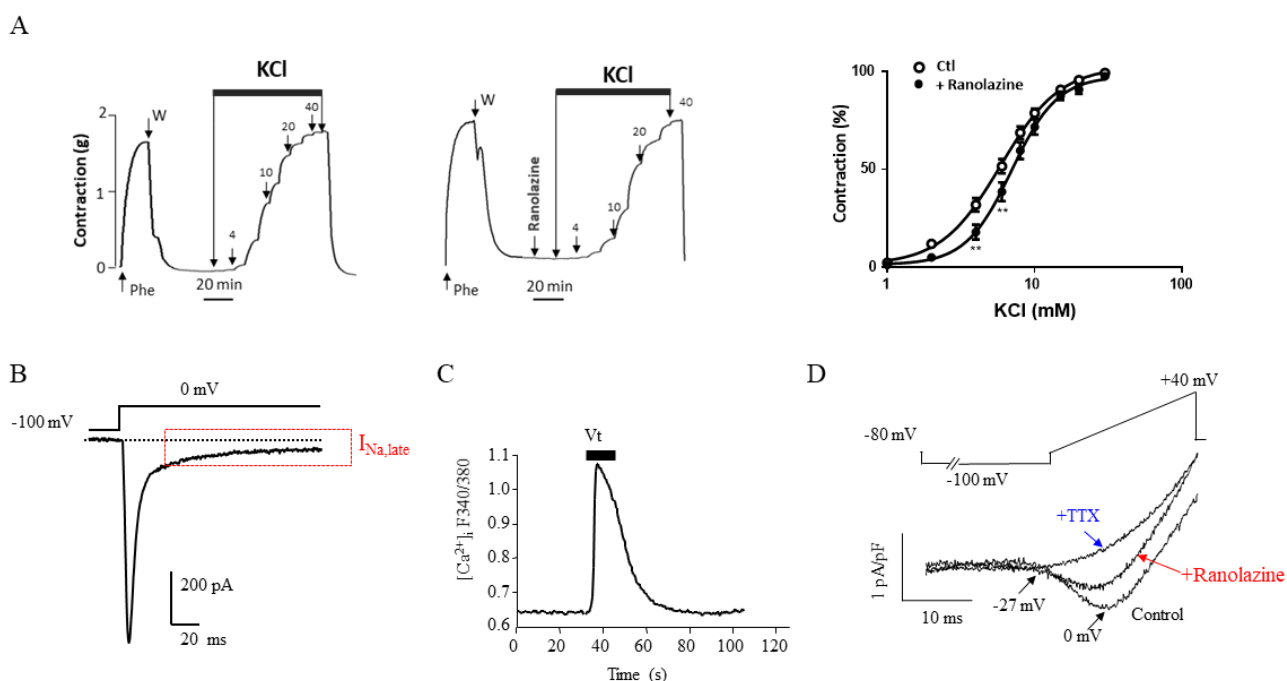 A
KCl
KCl
2
1
0
Contraction (g)
W
Phe
4
10
20
40
20 min
W
Ranolazine
Phe
4
10
20
40
20 min
Ctl
+ Ranolazine
100
50
0
Contraction (%)
**
**
1
10
100
KCl (mM)
B
0 mV
-100 mV
I Na,late
200 pA
20 ms
C
Vt
1.1
1.0
0.9
0.8
0.7
0.6
[Ca2+]i F340/380
0 20 40 60 80 100 120
Time (s)
D
+40 mV
-80 mV
-100 mV
+TTX
+Ranolazine
1 pA/pF
10 ms
-27 mV
Control
0 mV